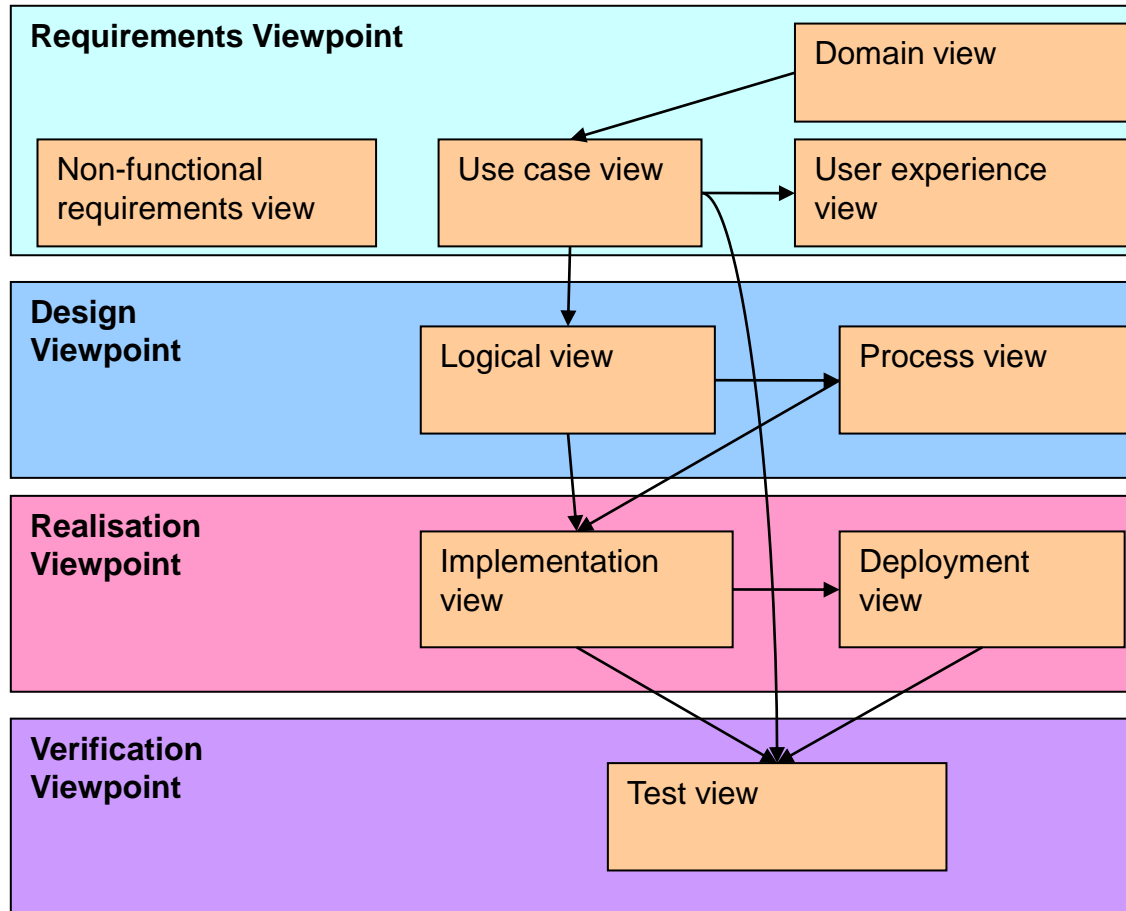 Requirements Viewpoint
Domain view
Non-functional
requirements view
Use case view
User experience
view
Design
Viewpoint
Logical view
Process view
Realisation
Viewpoint
Implementation
view
Deployment
view
Verification
Viewpoint
Test view